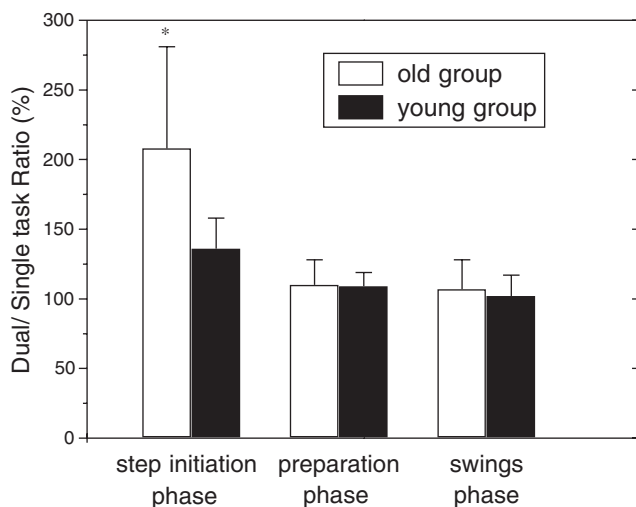 300
250
200
150
100
50
0
Dual/ Single task Ratio (%)
*
old group
young group
step initiation
phase
preparation
phase
swings
phase